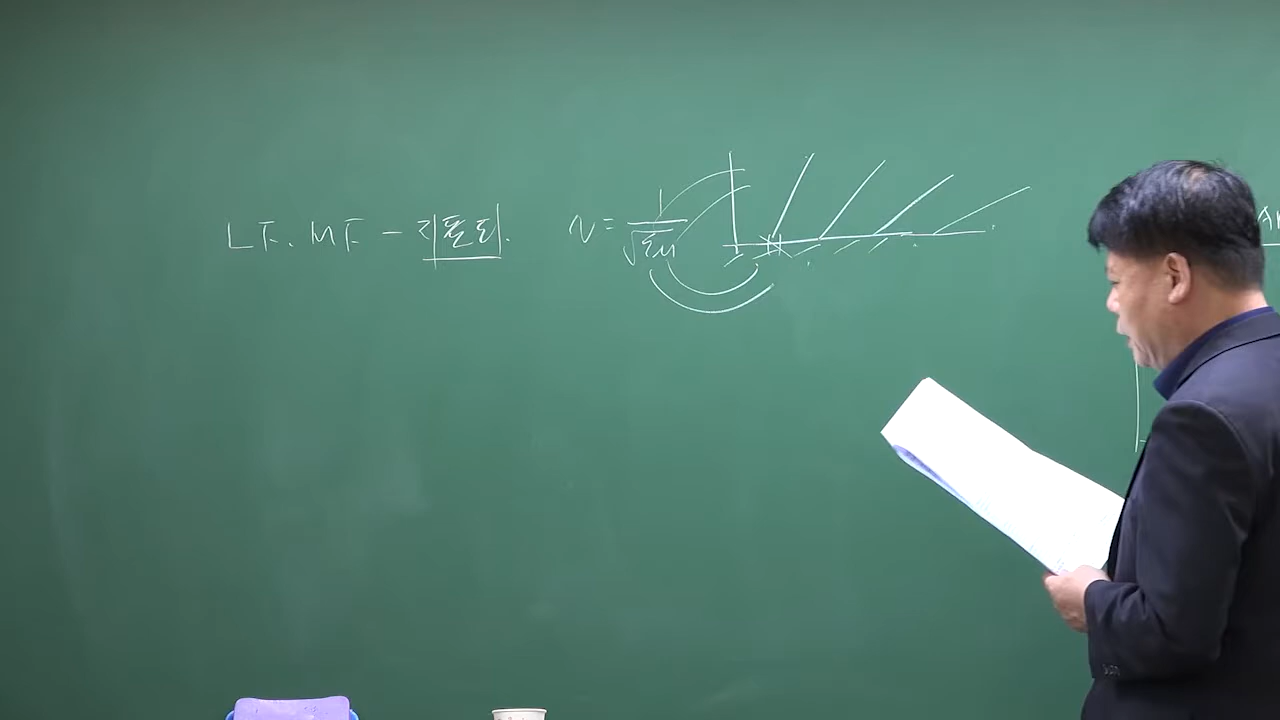 LF. MF - 지표파.
v = 1/√εμ